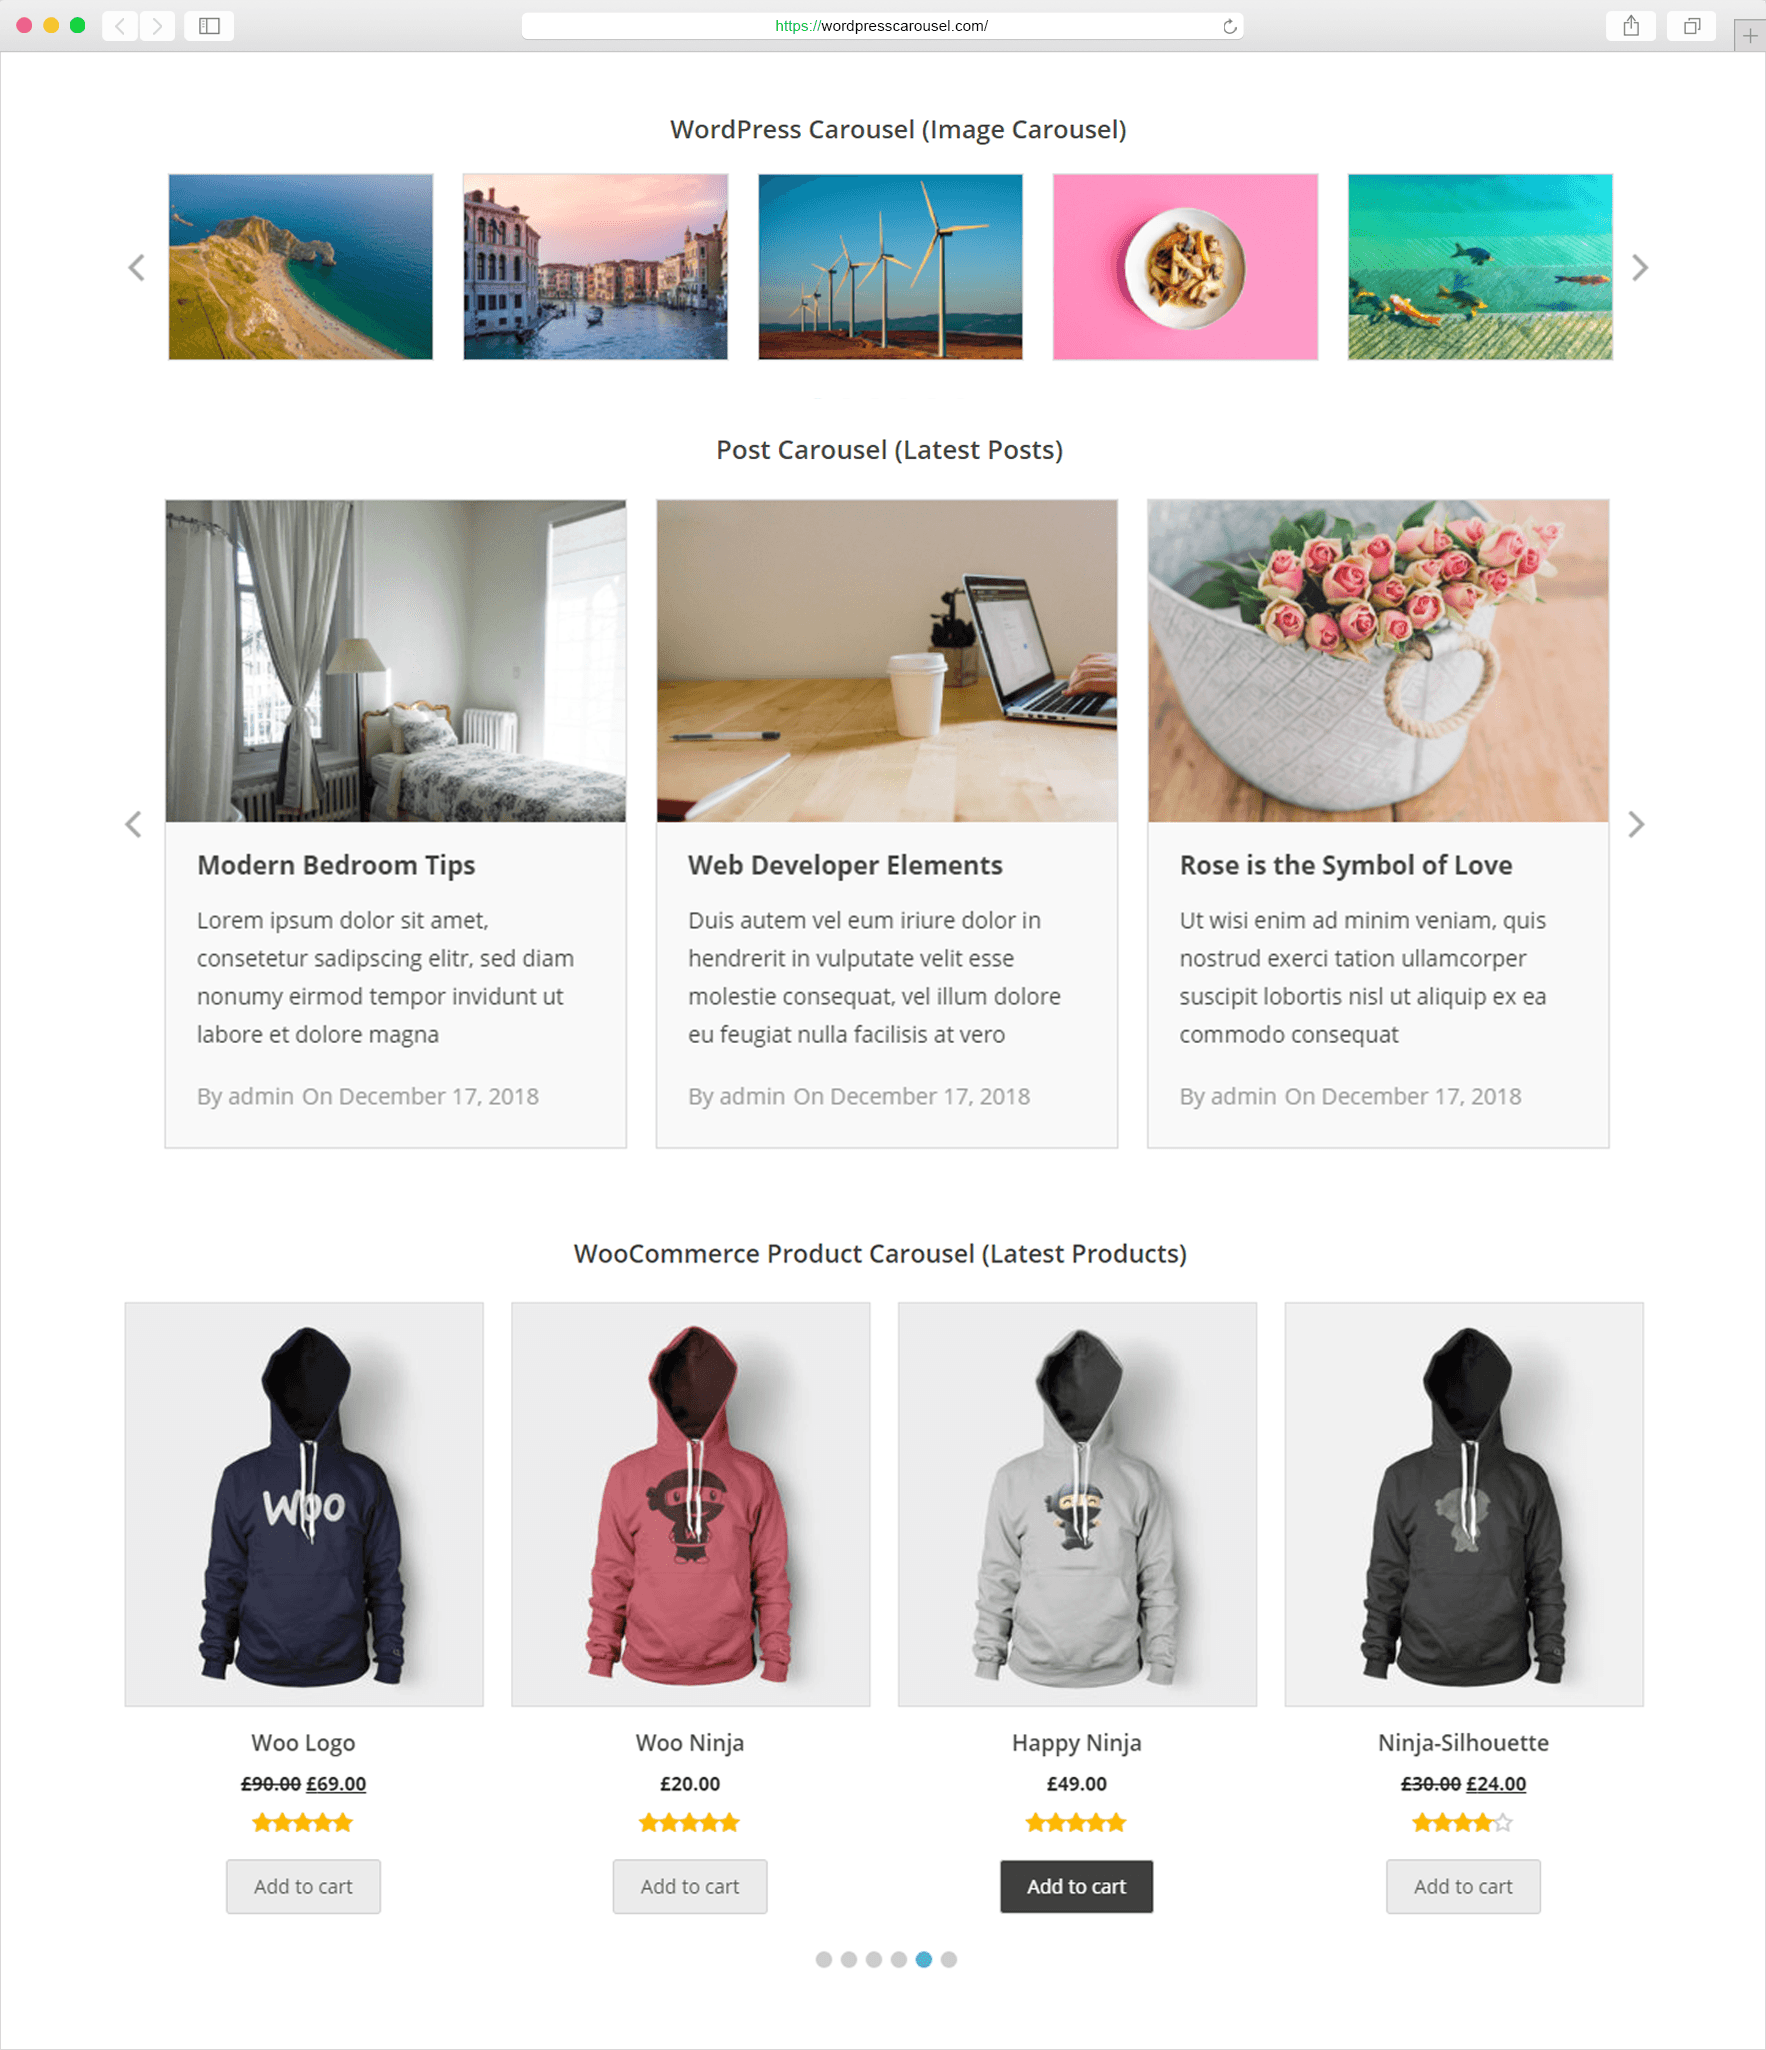 https://wordpresscarousel.com/
WordPress Carousel (Image Carousel)
Post Carousel (Latest Posts)
Modern Bedroom Tips
Lorem ipsum dolor sit amet,
consetetur sadipscing elitr, sed diam
nonumy eirmod tempor invidunt ut
labore et dolore magna
By admin On December 17, 2018
Web Developer Elements
Duis autem vel eum iriure dolor in
hendrerit in vulputate velit esse
molestie consequat, vel illum dolore
eu feugiat nulla facilisis at vero
By admin On December 17, 2018
Rose is the Symbol of Love
Ut wisi enim ad minim veniam, quis
nostrud exerci tation ullamcorper
suscipit lobortis nisl ut aliquip ex ea
commodo consequat
By admin On December 17, 2018
WooCommerce Product Carousel (Latest Products)
Woo
Woo Logo
£90.00 £69.00
Add to cart
Woo Ninja
£20.00
Add to cart
Happy Ninja
£49.00
Add to cart
Ninja-Silhouette
£30.00 £24.00
Add to cart